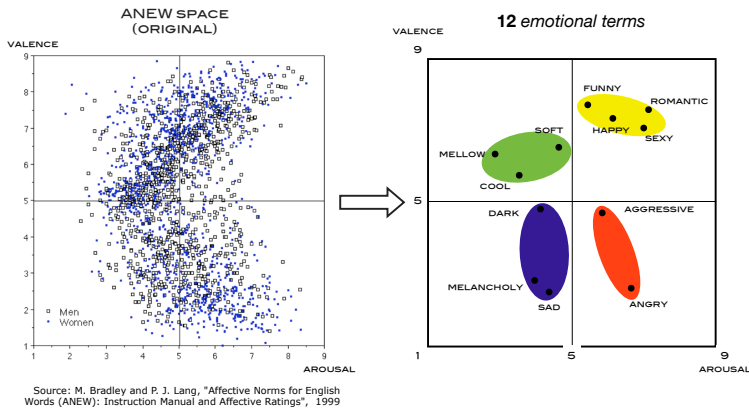 ANEW SPACE
(ORIGINAL)
VALENCE
9
8
7
6
5
4
3
2
1
Men
Women
1 2 3 4 5 6 7 8 9
AROUSAL
Source: M. Bradley and P. J. Lang, "Affective Norms for English
Words (ANEW): Instruction Manual and Affective Ratings", 1999
12 emotional terms
VALENCE
9
FUNNY
ROMANTIC
HAPPY
SEXY
SOFT
MELLOW
COOL
5
DARK
AGGRESSIVE
MELANCHOLY
SAD
ANGRY
1 5 9
AROUSAL